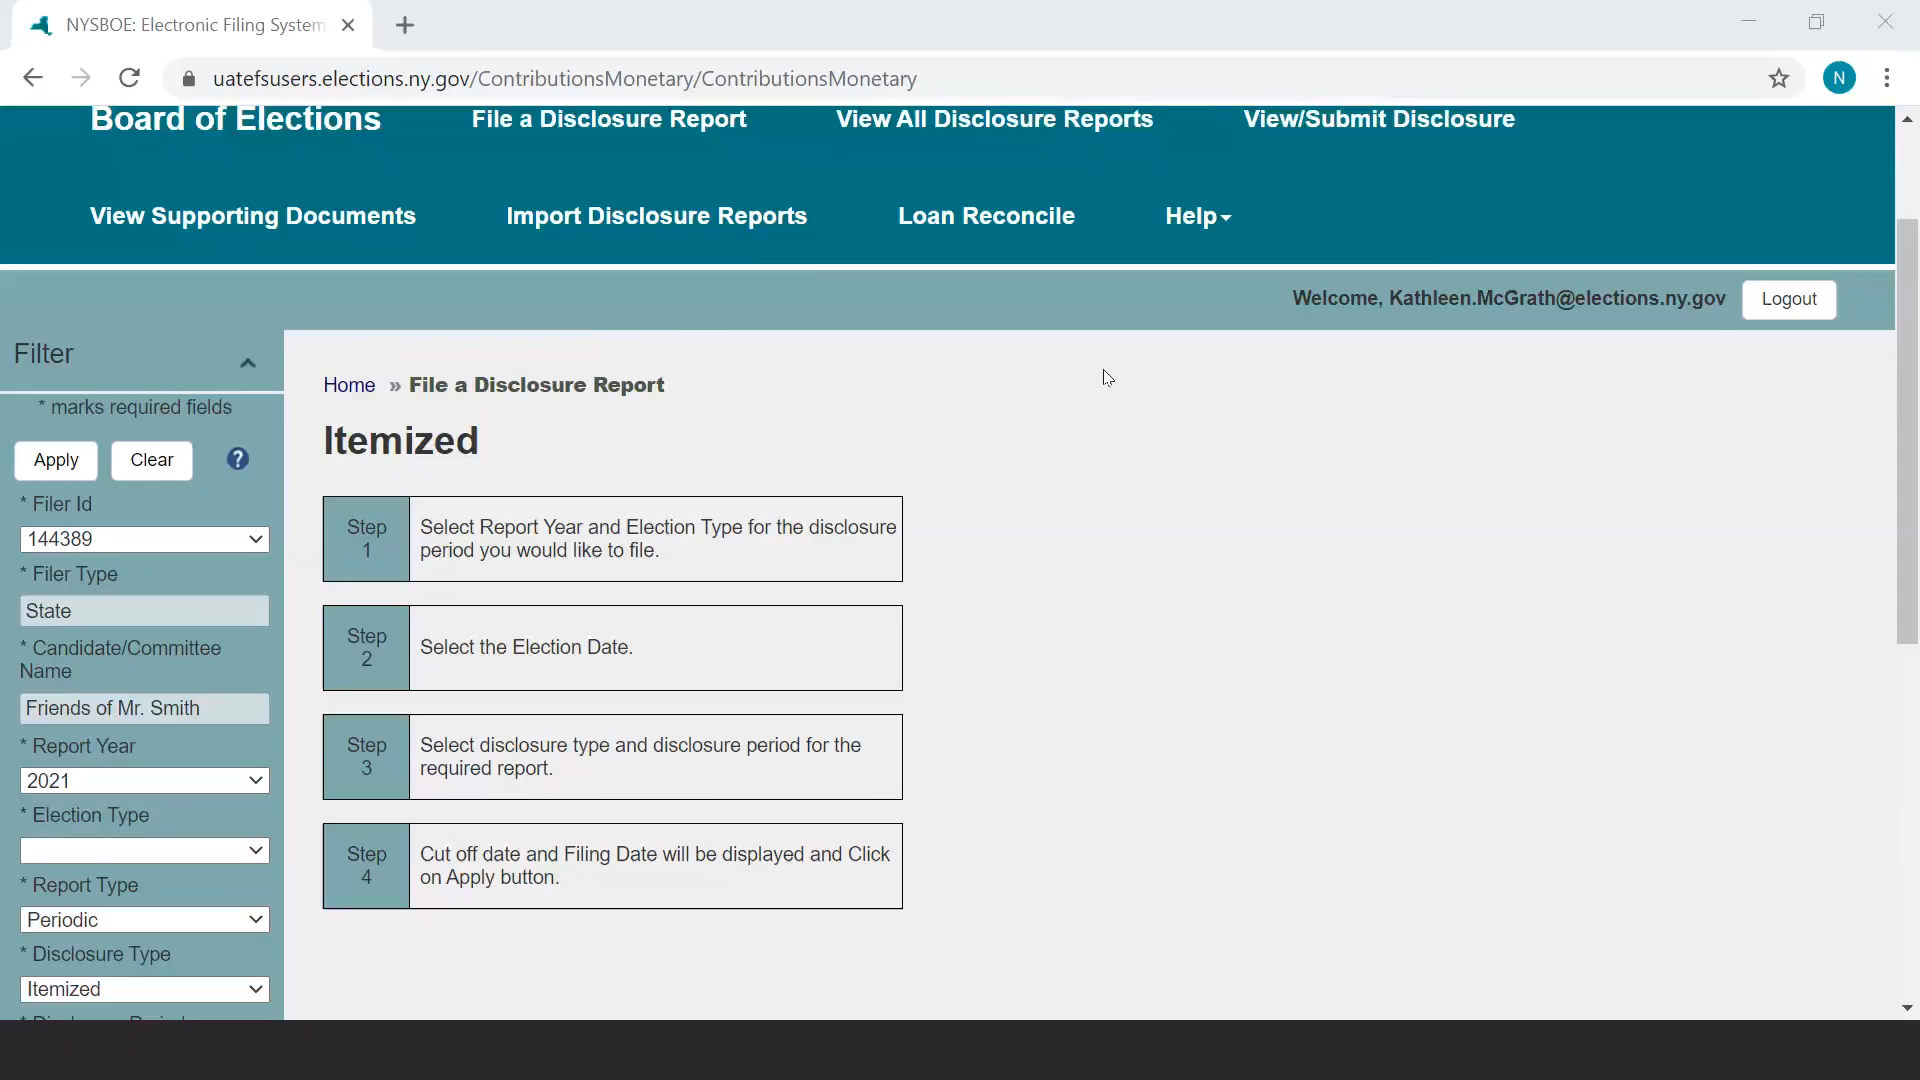 NYSBOE: Electronic Filing System
uatefsusers.elections.ny.gov/ContributionsMonetary/ContributionsMonetary
N
Board of Elections
File a Disclosure Report
View All Disclosure Reports
View/Submit Disclosure
View Supporting Documents
Import Disclosure Reports
Loan Reconcile
Help
Welcome, Kathleen.McGrath@elections.ny.gov
Logout
Filter
* marks required fields
Apply
Clear
?
* Filer Id
144389
* Filer Type
State
* Candidate/Committee
Name
Friends of Mr. Smith
* Report Year
2021
* Election Type
* Report Type
Periodic
* Disclosure Type
Itemized
Home » File a Disclosure Report
Itemized
Step
1
Select Report Year and Election Type for the disclosure
period you would like to file.
Step
2
Select the Election Date.
Step
3
Select disclosure type and disclosure period for the
required report.
Step
4
Cut off date and Filing Date will be displayed and Click
on Apply button.